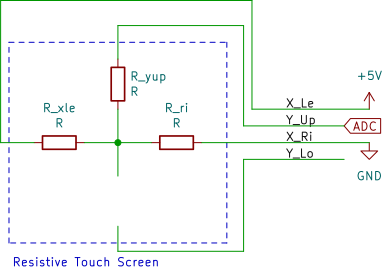 +5V
R_yup
R
R_xle
R
R_ri
R
X_Le
Y_Up
ADC
X_Ri
Y_Lo
GND
Resistive Touch Screen